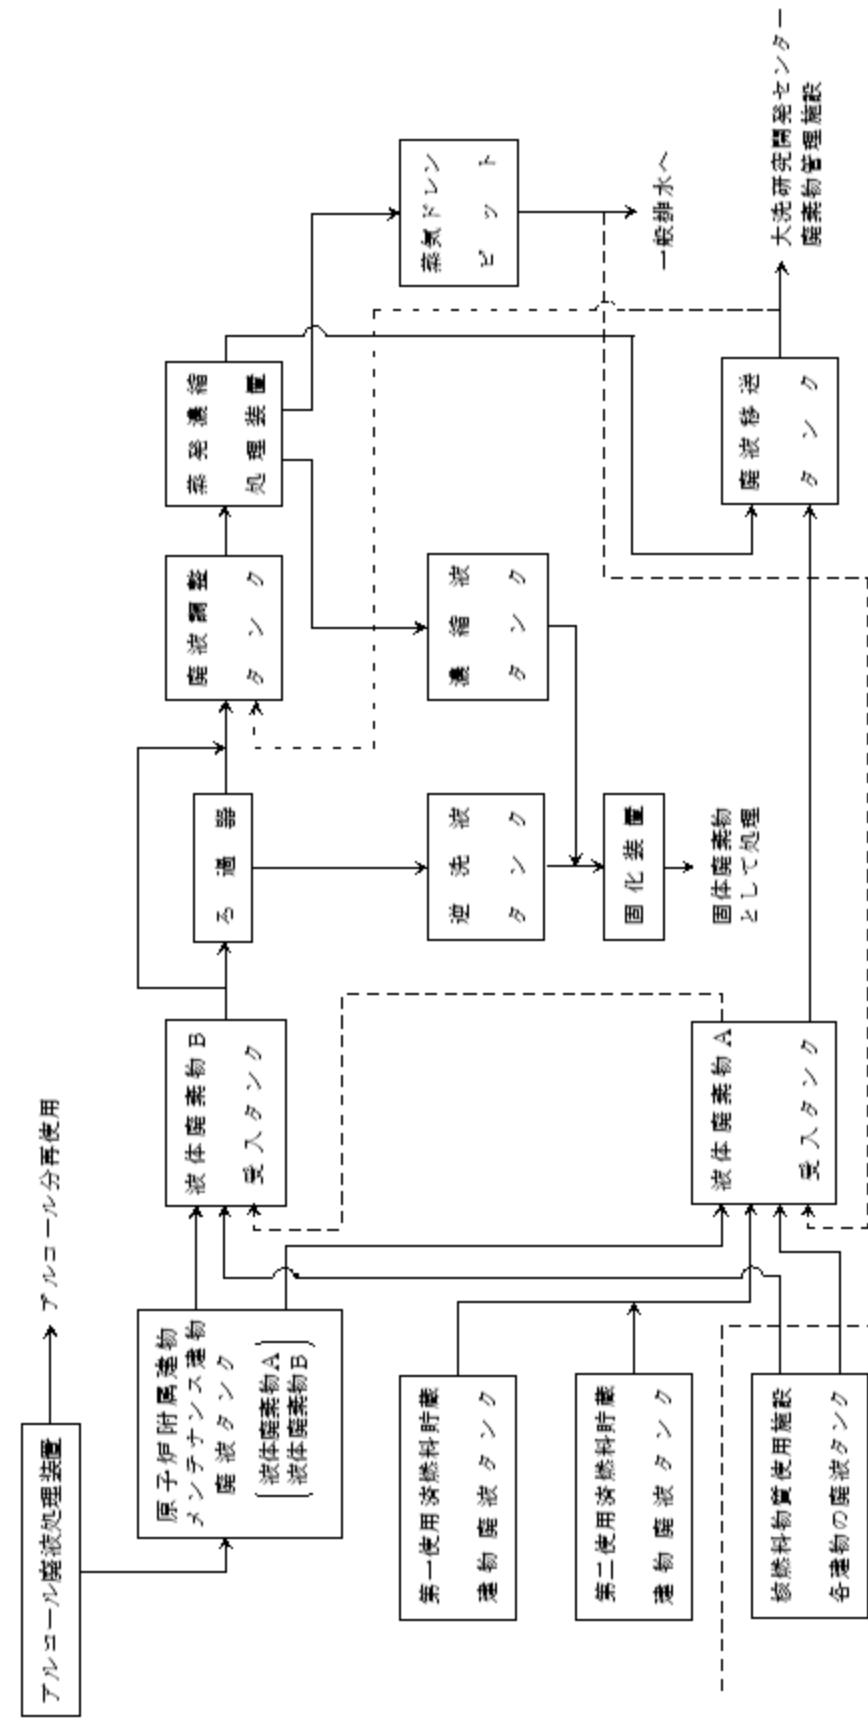 アルコール廃液処理装置
アルコール分再使用
原子炉附属建物
メンテナンス建物
廃液タンク
(液体廃棄物A
液体廃棄物B)
第一使用済燃料貯蔵
建物廃液タンク
第二使用済燃料貯蔵
建物廃液タンク
核燃料物質使用施設
各建物の廃液タンク
液体廃棄物B
受入タンク
液体廃棄物A
受入タンク
ろ過器
逆洗液
タンク
固化装置
固体廃棄物
として処理
廃液調整
タンク
濃縮液
タンク
蒸発濃縮
処理装置
蒸気ドレン
ピット
一般排水へ
廃液移送
タンク
大洗研究開発センター
廃棄物管理施設